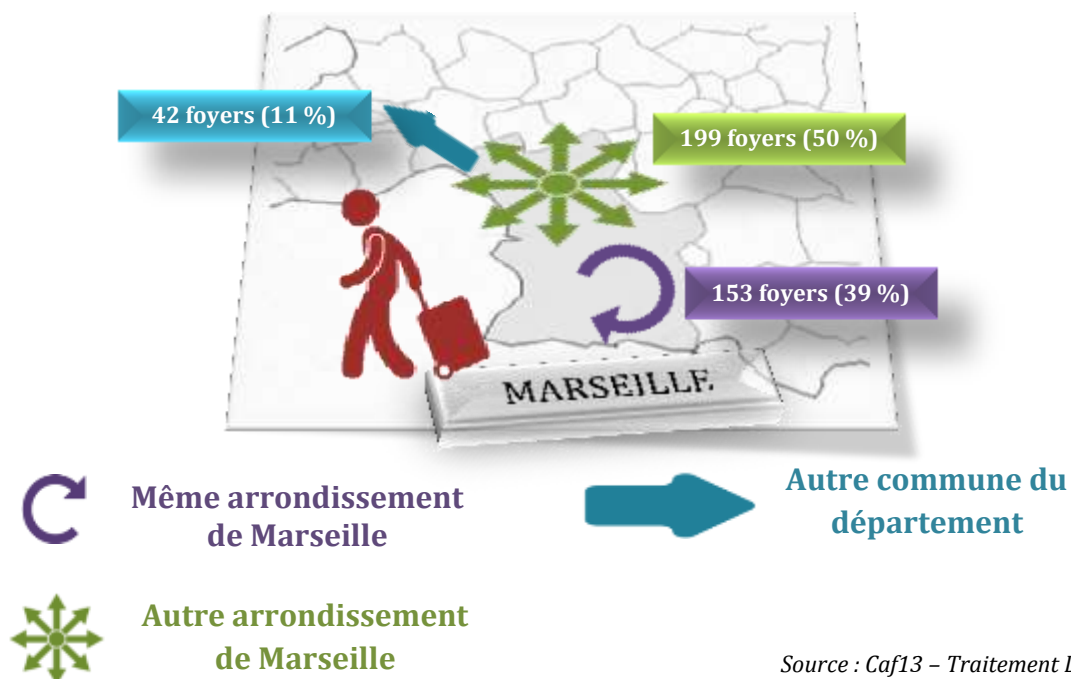 42 foyers (11 %)
199 foyers (50 %)
153 foyers (39 %)
MARSEILLE
Même arrondissement
de Marseille
Autre commune du
département
Autre arrondissement
de Marseille
Source : Caf13 – Traitement